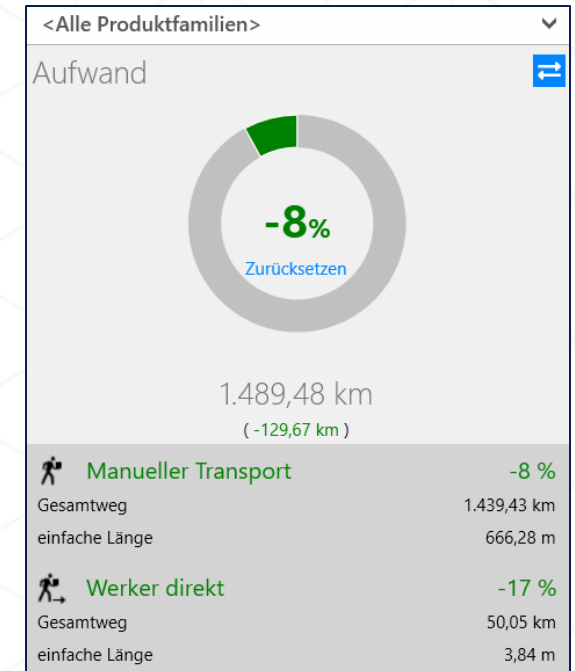 <Alle Produktfamilien>
Aufwand
-8%
Zurücksetzen
1.489,48 km
( -129,67 km )
Manueller Transport -8 %
Gesamtweg 1.439,43 km
einfache Länge 666,28 m
Werker direkt -17 %
Gesamtweg 50,05 km
einfache Länge 3,84 m